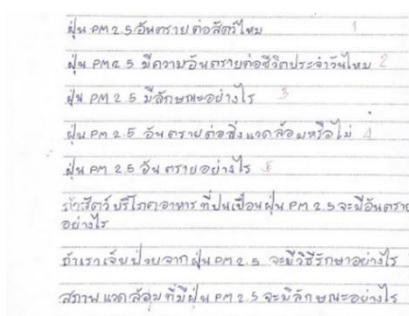 ฝุ่น PM 2.5 อันตรายต่อสัตว์ไหม 1
ฝุ่น PM 2.5 มีความอันตรายต่อชีวิตประจำวันไหม 2
ฝุ่น PM 2.5 มีลักษณะอย่างไร 3
ฝุ่น PM 2.5 อันตรายต่อสิ่งแวดล้อมหรือไม่ 4
ฝุ่น PM 2.5 อันตรายอย่างไร 5
ถ้าสัตว์บริโภคอาหารที่ปนเปื้อนฝุ่น PM 2.5 จะมีอันตราย
อย่างไร
ถ้าเราเจ็บป่วยจากฝุ่น PM 2.5 จะมีวิธีรักษาอย่างไร
สภาพแวดล้อมที่มีฝุ่น PM 2.5 จะมีลักษณะอย่างไร